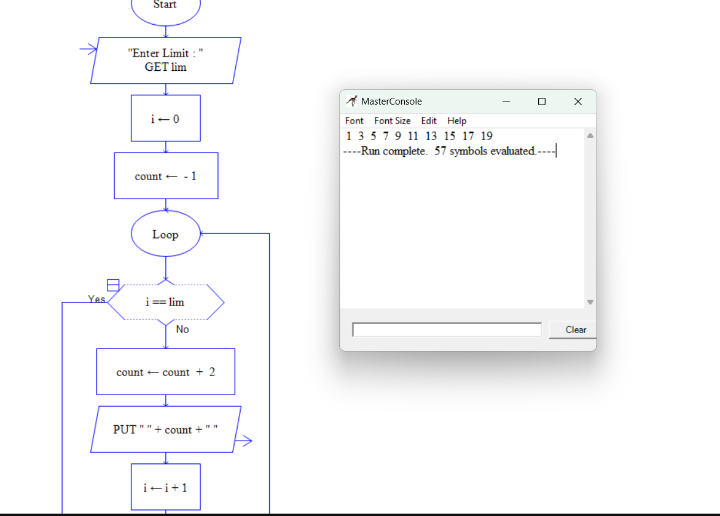 Start
"Enter Limit : "
GET lim
i ← 0
count ← - 1
Loop
Yes
i == lim
No
count ← count + 2
PUT " " + count + " "
i ← i + 1
MasterConsole
Font Font Size Edit Help
1 3 5 7 9 11 13 15 17 19
----Run complete. 57 symbols evaluated.----
Clear